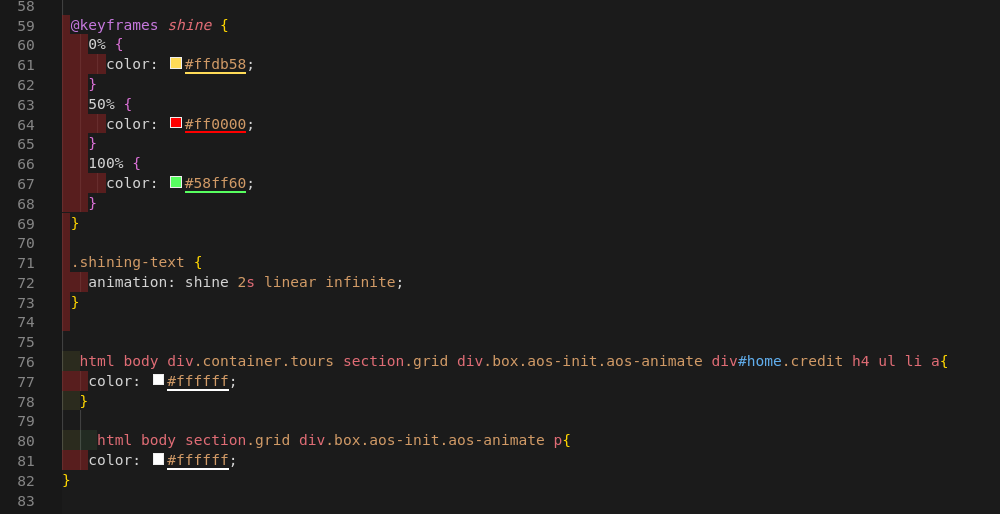 58
59 @keyframes shine {
60 0% {
61 color: #ffdb58;
62 }
63 50% {
64 color: #ff0000;
65 }
66 100% {
67 color: #58ff60;
68 }
69 }
70
71 .shining-text {
72 animation: shine 2s linear infinite;
73 }
74
75
76 html body div.container.tours section.grid div.box.aos-init.aos-animate div#home.credit h4 ul li a{
77 color: #ffffff;
78 }
79
80 html body section.grid div.box.aos-init.aos-animate p{
81 color: #ffffff;
82 }
83